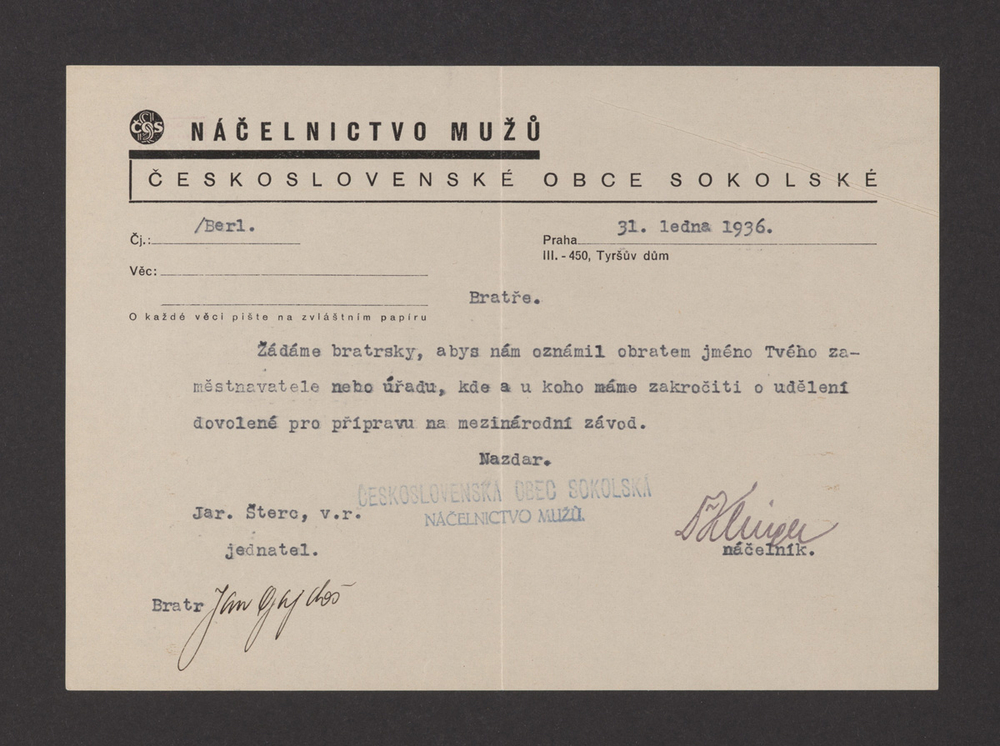 ČOS NÁČELNICTVO MUŽŮ
ČESKOSLOVENSKÉ OBCE SOKOLSKÉ
Čj.: /Berl.
Praha 31. ledna 1936.
III. - 450, Tyršův dům
Věc:
O každé věci pište na zvláštním papíru
Bratře.
Žádáme bratrsky, abys nám oznámil obratem jméno Tvého za-
městnavatele nebo úřadu, kde a u koho máme zakročiti o udělení
dovolené pro přípravu na mezinárodní závod.
Nazdar.
ČESKOSLOVENSKÁ OBEC SOKOLSKÁ
NÁČELNICTVO MUŽŮ.
Jar. Šterc, v.r.
jednatel.
náčelník.
Bratr Jan Gajdoš